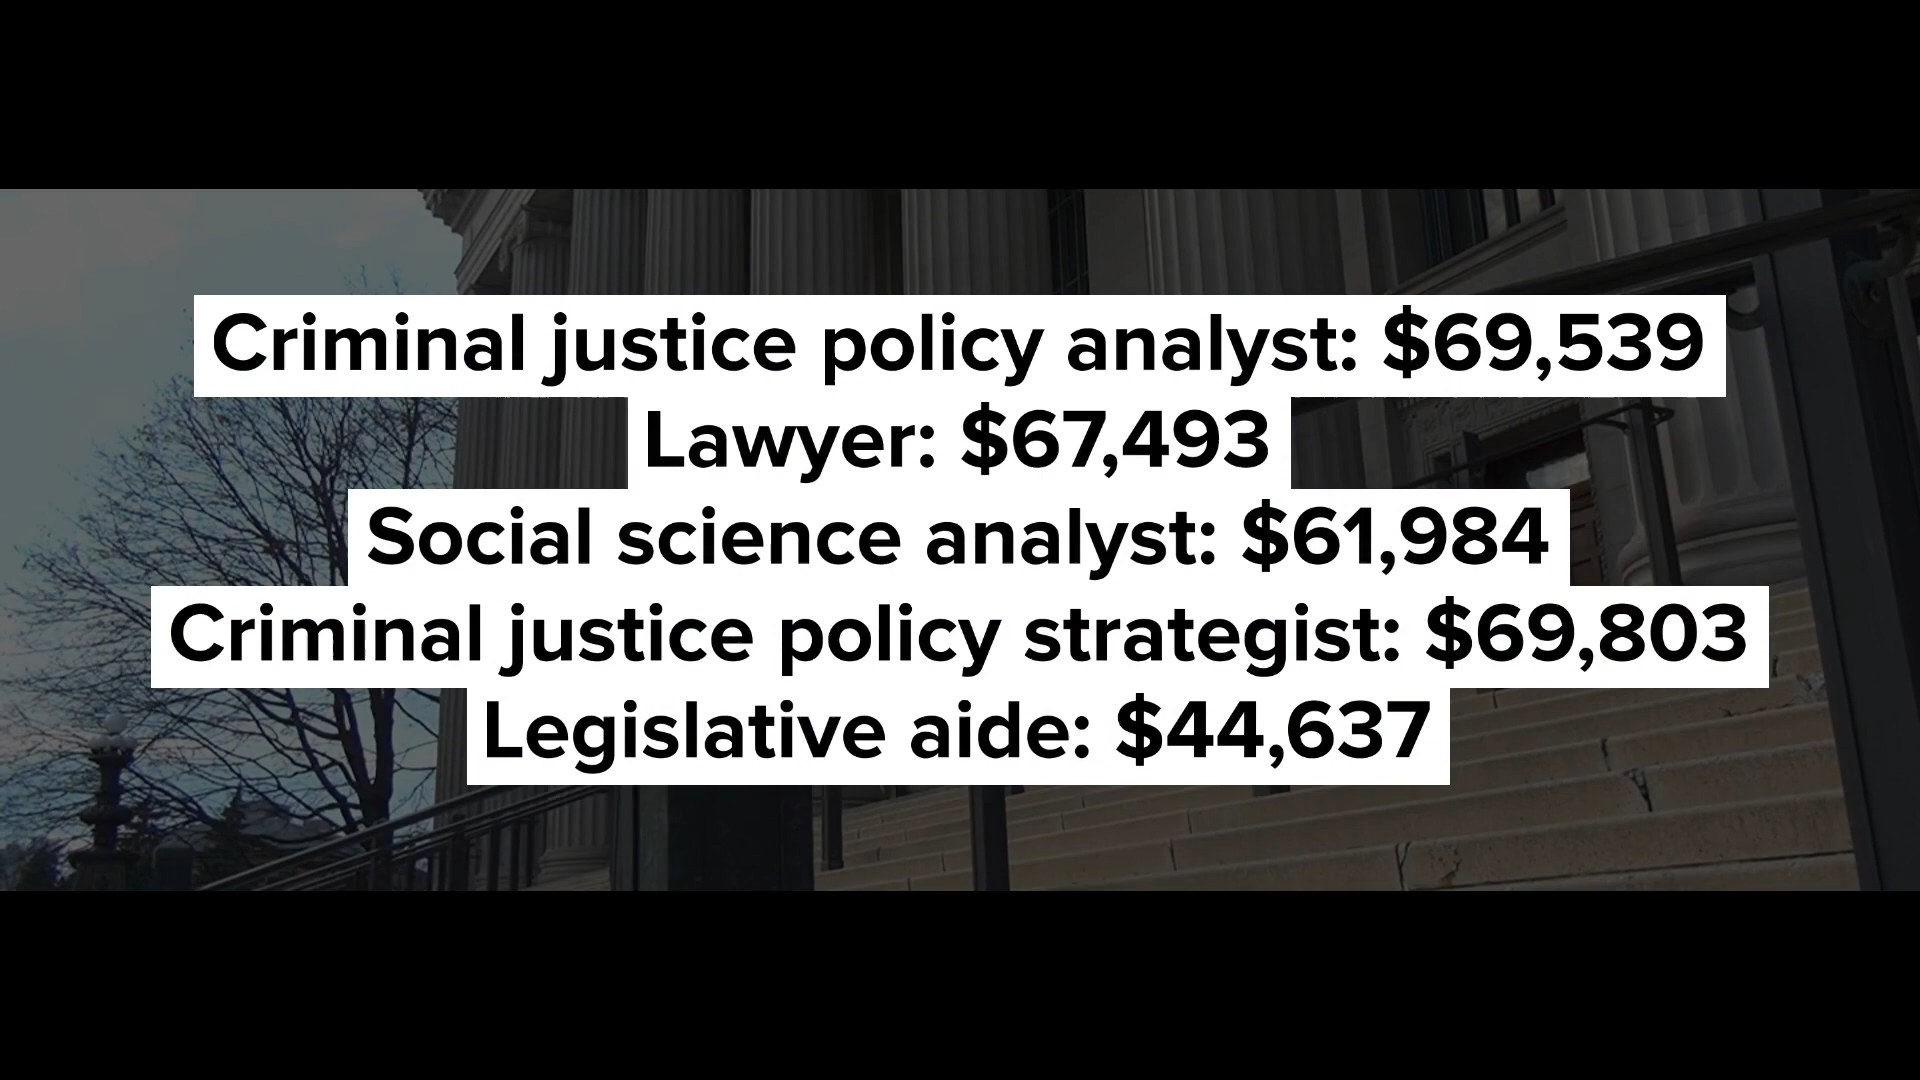 Criminal justice policy analyst: $69,539
Lawyer: $67,493
Social science analyst: $61,984
Criminal justice policy strategist: $69,803
Legislative aide: $44,637